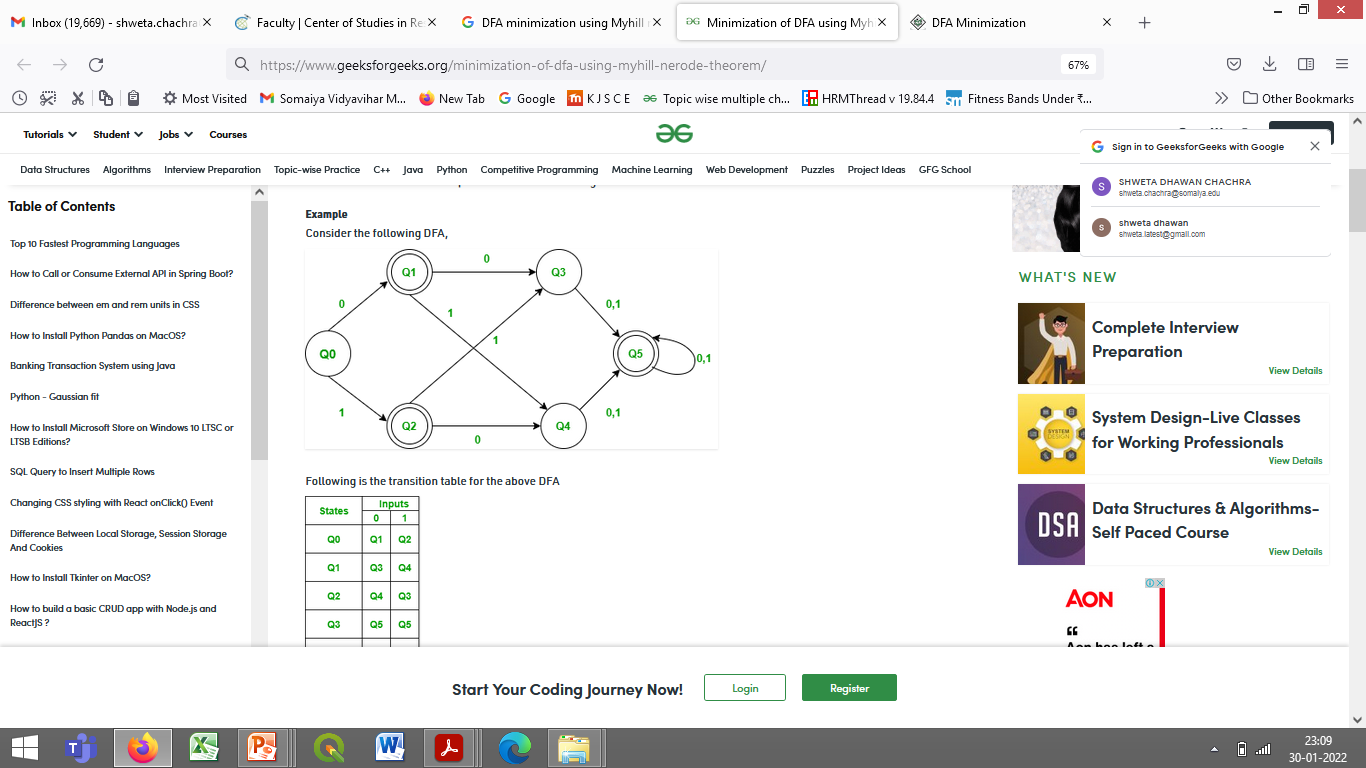 Inbox (19,669) - shweta.chachra
Faculty | Center of Studies in Re
DFA minimization using Myhill
Minimization of DFA using Myh
DFA Minimization
https://www.geeksforgeeks.org/minimization-of-dfa-using-myhill-nerode-theorem/
67%
Most Visited
Somaiya Vidyavihar M...
New Tab
Google
K J S C E
Topic wise multiple ch...
HRMThread v 19.84.4
Fitness Bands Under ₹...
Other Bookmarks
Tutorials
Student
Jobs
Courses
Data Structures
Algorithms
Interview Preparation
Topic-wise Practice
C++
Java
Python
Competitive Programming
Machine Learning
Web Development
Puzzles
Project Ideas
GFG School
Sign in to GeeksforGeeks with Google
S
SHWETA DHAWAN CHACHRA
shweta.chachra@somaiya.edu
s
shweta dhawan
shweta.latest@gmail.com
Table of Contents
Top 10 Fastest Programming Languages
How to Call or Consume External API in Spring Boot?
Difference between em and rem units in CSS
How to Install Python Pandas on MacOS?
Banking Transaction System using Java
Python - Gaussian fit
How to Install Microsoft Store on Windows 10 LTSC or
LTSB Editions?
SQL Query to Insert Multiple Rows
Changing CSS styling with React onClick() Event
Difference Between Local Storage, Session Storage
And Cookies
How to Install Tkinter on MacOS?
How to build a basic CRUD app with Node.js and
ReactJS ?
Example
Consider the following DFA,
Q1
0
Q3
0
1
0,1
1
Q0
Q5
0,1
1
0,1
Q2
0
Q4
Following is the transition table for the above DFA
States
Inputs
0 1
Q0 Q1 Q2
Q1 Q3 Q4
Q2 Q4 Q3
Q3 Q5 Q5
WHAT'S NEW
Complete Interview
Preparation
View Details
SYSTEM
DESIGN
System Design-Live Classes
for Working Professionals
View Details
DSA
Data Structures & Algorithms-
Self Paced Course
View Details
AON
“
Start Your Coding Journey Now!
Login
Register
23:09
30-01-2022